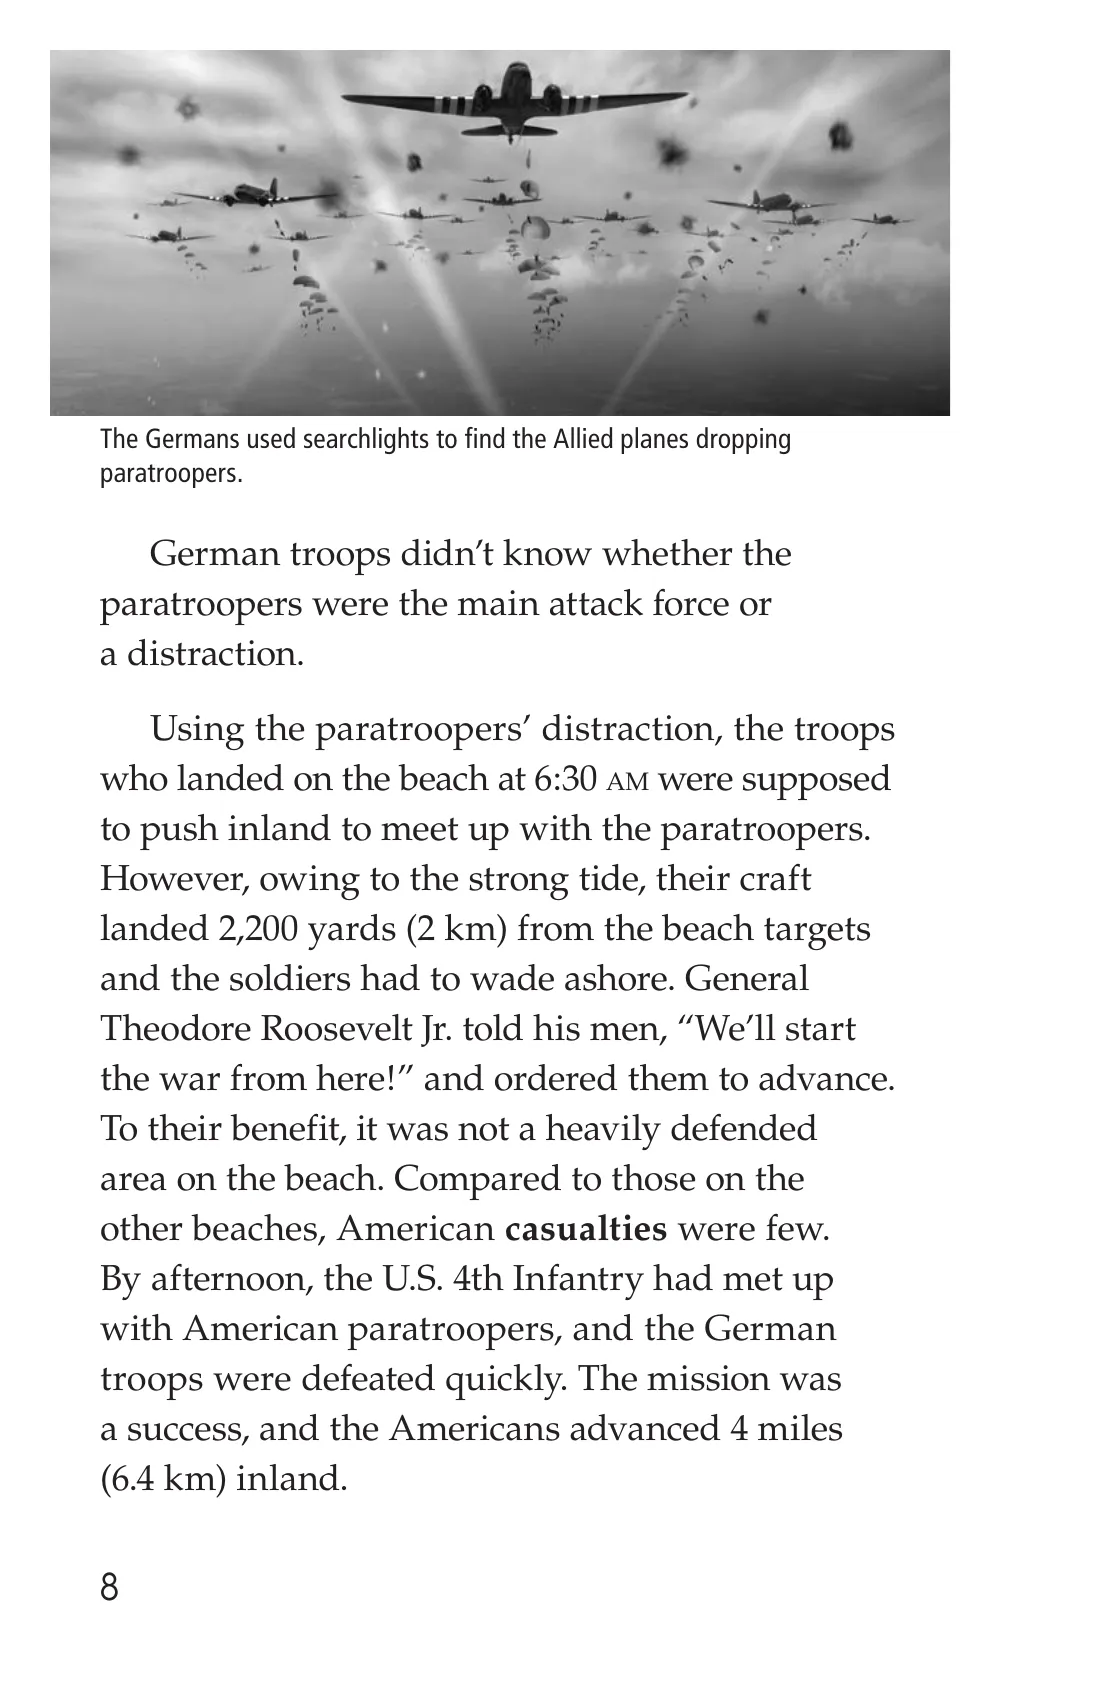 The Germans used searchlights to find the Allied planes dropping
paratroopers.
German troops didn’t know whether the
paratroopers were the main attack force or
a distraction.
Using the paratroopers’ distraction, the troops
who landed on the beach at 6:30 AM were supposed
to push inland to meet up with the paratroopers.
However, owing to the strong tide, their craft
landed 2,200 yards (2 km) from the beach targets
and the soldiers had to wade ashore. General
Theodore Roosevelt Jr. told his men, “We’ll start
the war from here!” and ordered them to advance.
To their benefit, it was not a heavily defended
area on the beach. Compared to those on the
other beaches, American casualties were few.
By afternoon, the U.S. 4th Infantry had met up
with American paratroopers, and the German
troops were defeated quickly. The mission was
a success, and the Americans advanced 4 miles
(6.4 km) inland.
8